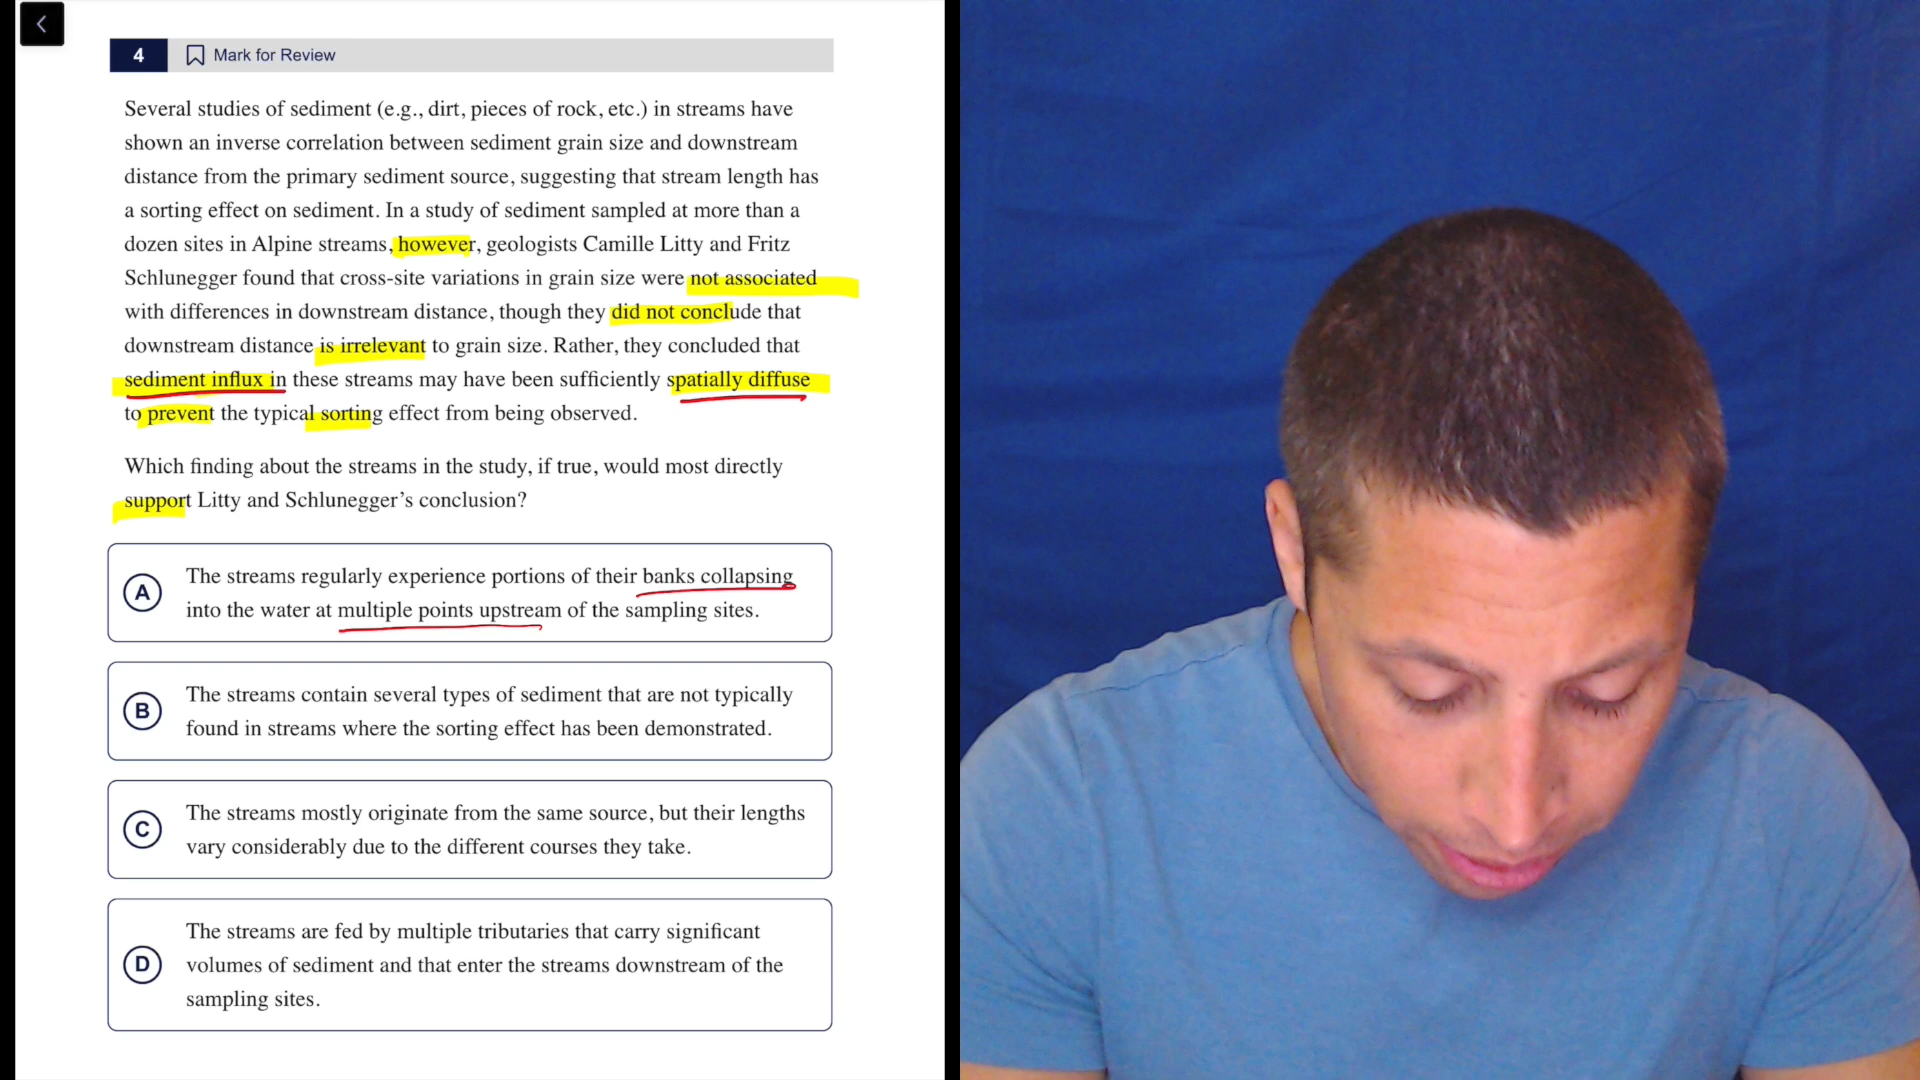 4 Mark for Review
Several studies of sediment (e.g., dirt, pieces of rock, etc.) in streams have
shown an inverse correlation between sediment grain size and downstream
distance from the primary sediment source, suggesting that stream length has
a sorting effect on sediment. In a study of sediment sampled at more than a
dozen sites in Alpine streams, however, geologists Camille Litty and Fritz
Schlunegger found that cross-site variations in grain size were not associated
with differences in downstream distance, though they did not conclude that
downstream distance is irrelevant to grain size. Rather, they concluded that
sediment influx in these streams may have been sufficiently spatially diffuse
to prevent the typical sorting effect from being observed.
Which finding about the streams in the study, if true, would most directly
support Litty and Schlunegger’s conclusion?
A The streams regularly experience portions of their banks collapsing
into the water at multiple points upstream of the sampling sites.
B The streams contain several types of sediment that are not typically
found in streams where the sorting effect has been demonstrated.
C The streams mostly originate from the same source, but their lengths
vary considerably due to the different courses they take.
D The streams are fed by multiple tributaries that carry significant
volumes of sediment and that enter the streams downstream of the
sampling sites.